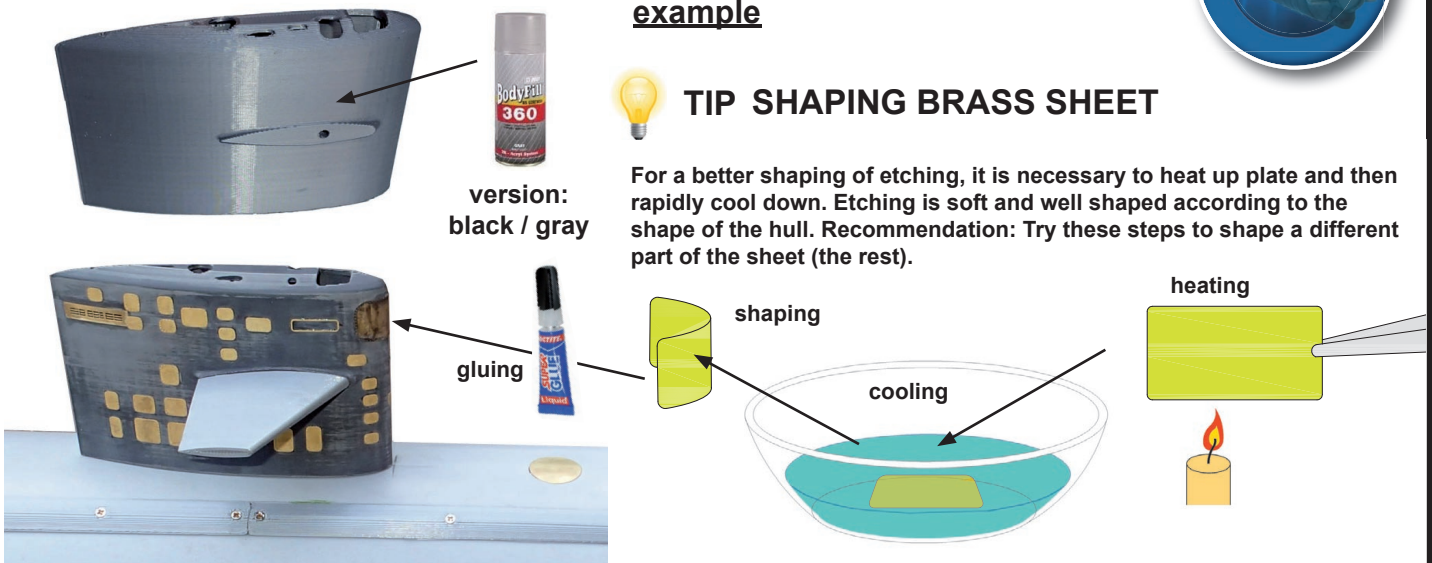 example
TIP SHAPING BRASS SHEET
BodyFill
360
version:
black / gray
For a better shaping of etching, it is necessary to heat up plate and then
rapidly cool down. Etching is soft and well shaped according to the
shape of the hull. Recommendation: Try these steps to shape a different
part of the sheet (the rest).
heating
shaping
gluing
SUPER
GLUE
Liquid
cooling